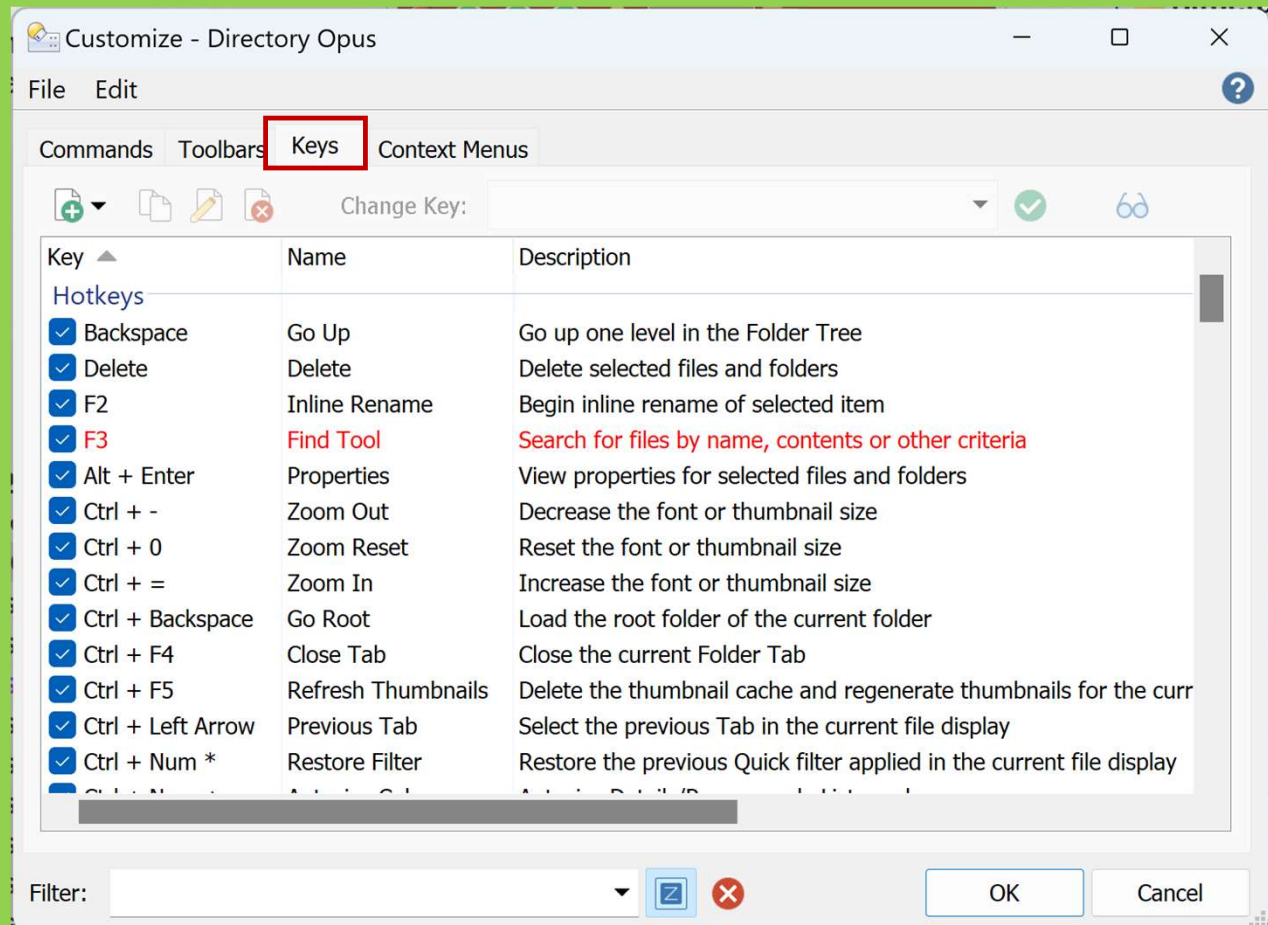 Customize - Directory Opus
File Edit
Commands Toolbars Keys Context Menus
Change Key:
Key Name Description
Hotkeys
Backspace Go Up Go up one level in the Folder Tree
Delete Delete Delete selected files and folders
F2 Inline Rename Begin inline rename of selected item
F3 Find Tool Search for files by name, contents or other criteria
Alt + Enter Properties View properties for selected files and folders
Ctrl + - Zoom Out Decrease the font or thumbnail size
Ctrl + 0 Zoom Reset Reset the font or thumbnail size
Ctrl + = Zoom In Increase the font or thumbnail size
Ctrl + Backspace Go Root Load the root folder of the current folder
Ctrl + F4 Close Tab Close the current Folder Tab
Ctrl + F5 Refresh Thumbnails Delete the thumbnail cache and regenerate thumbnails for the curr
Ctrl + Left Arrow Previous Tab Select the previous Tab in the current file display
Ctrl + Num * Restore Filter Restore the previous Quick filter applied in the current file display
Filter: OK Cancel